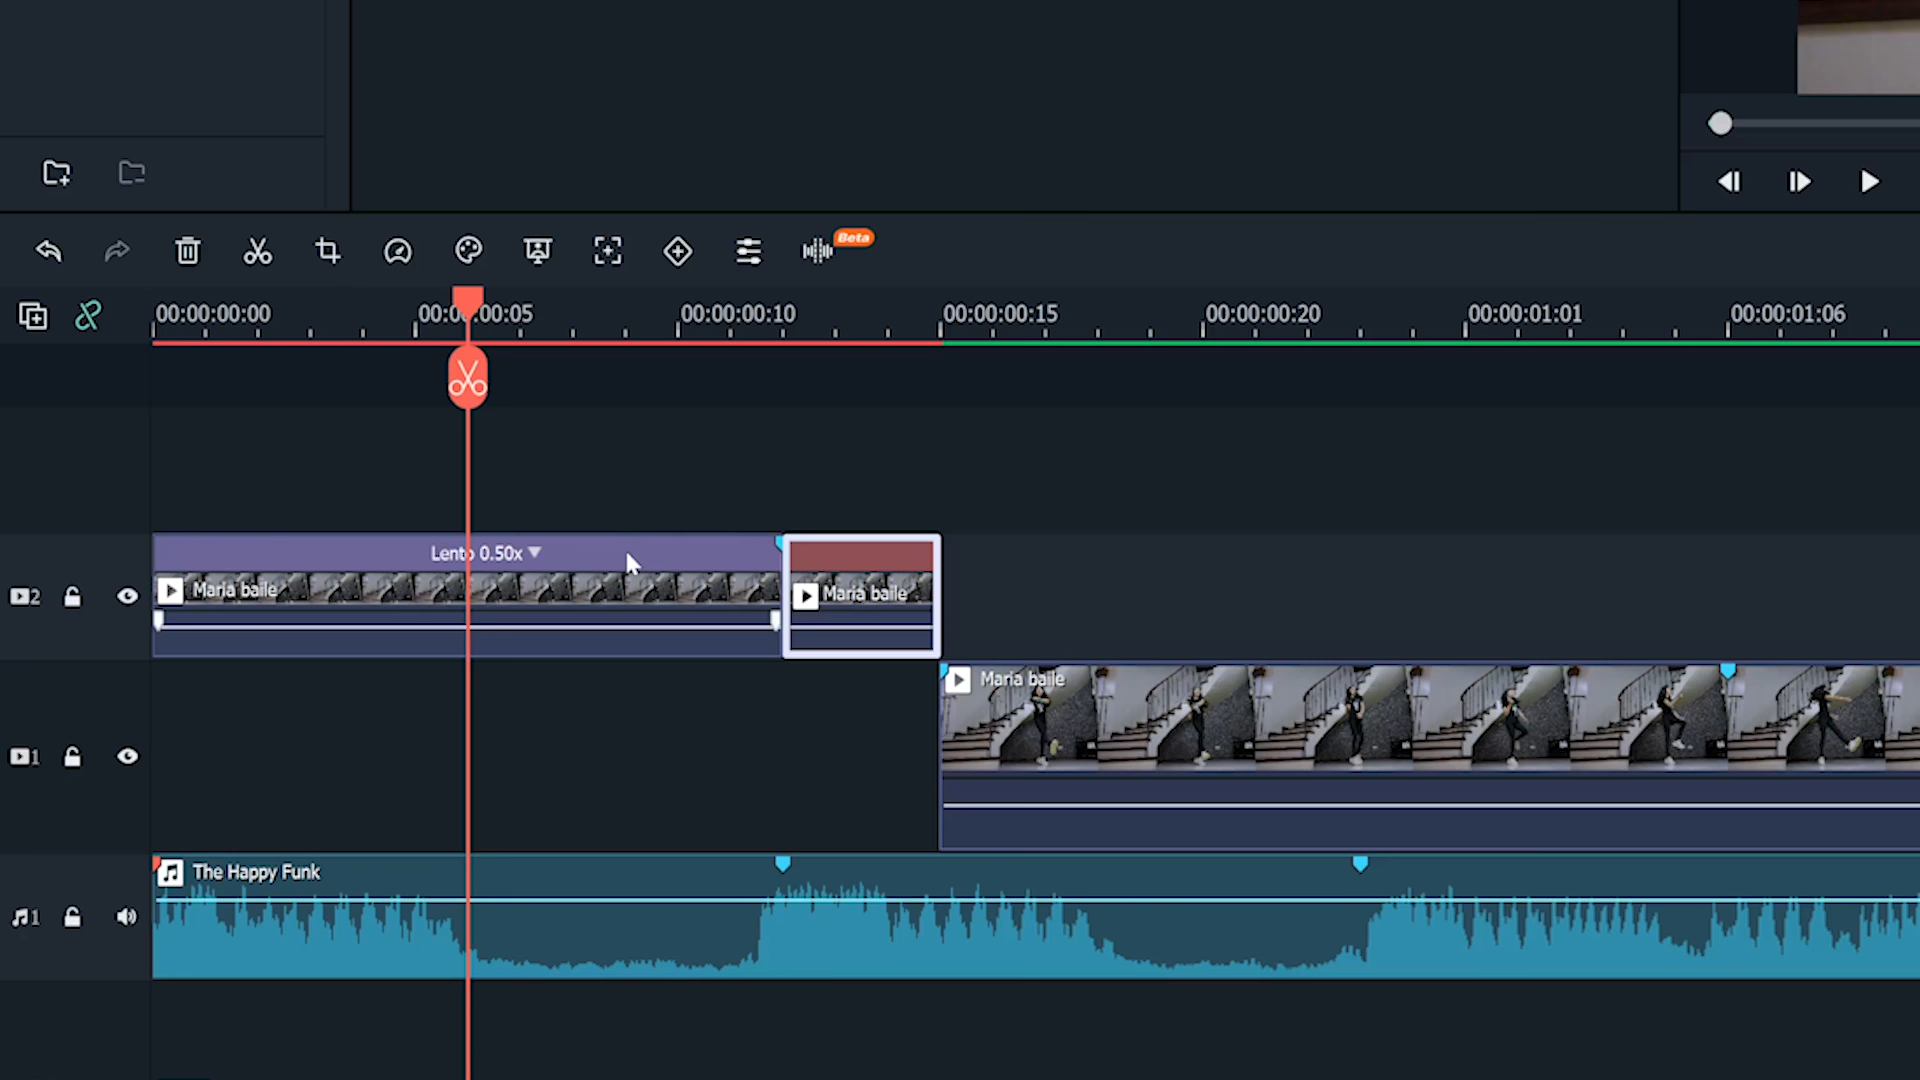 Beta
00:00:00:00
00:00:00:05
00:00:00:10
00:00:00:15
00:00:00:20
00:00:01:01
00:00:01:06
Lento 0.50x
Maria baile
Maria baile
2
Maria baile
1
The Happy Funk
1